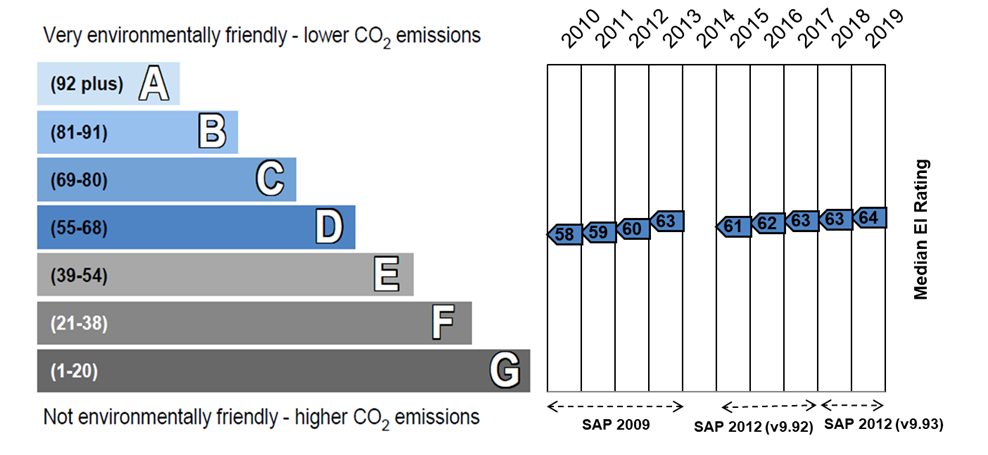 Very environmentally friendly - lower CO₂ emissions
(92 plus) A
(81-91) B
(69-80) C
(55-68) D
(39-54) E
(21-38) F
(1-20) G
Not environmentally friendly - higher CO₂ emissions
2010 2011 2012 2013 2014 2015 2016 2017 2018 2019
58 59 60 63 61 62 63 63 64
Median EI Rating
SAP 2009 SAP 2012 (v9.92) SAP 2012 (v9.93)